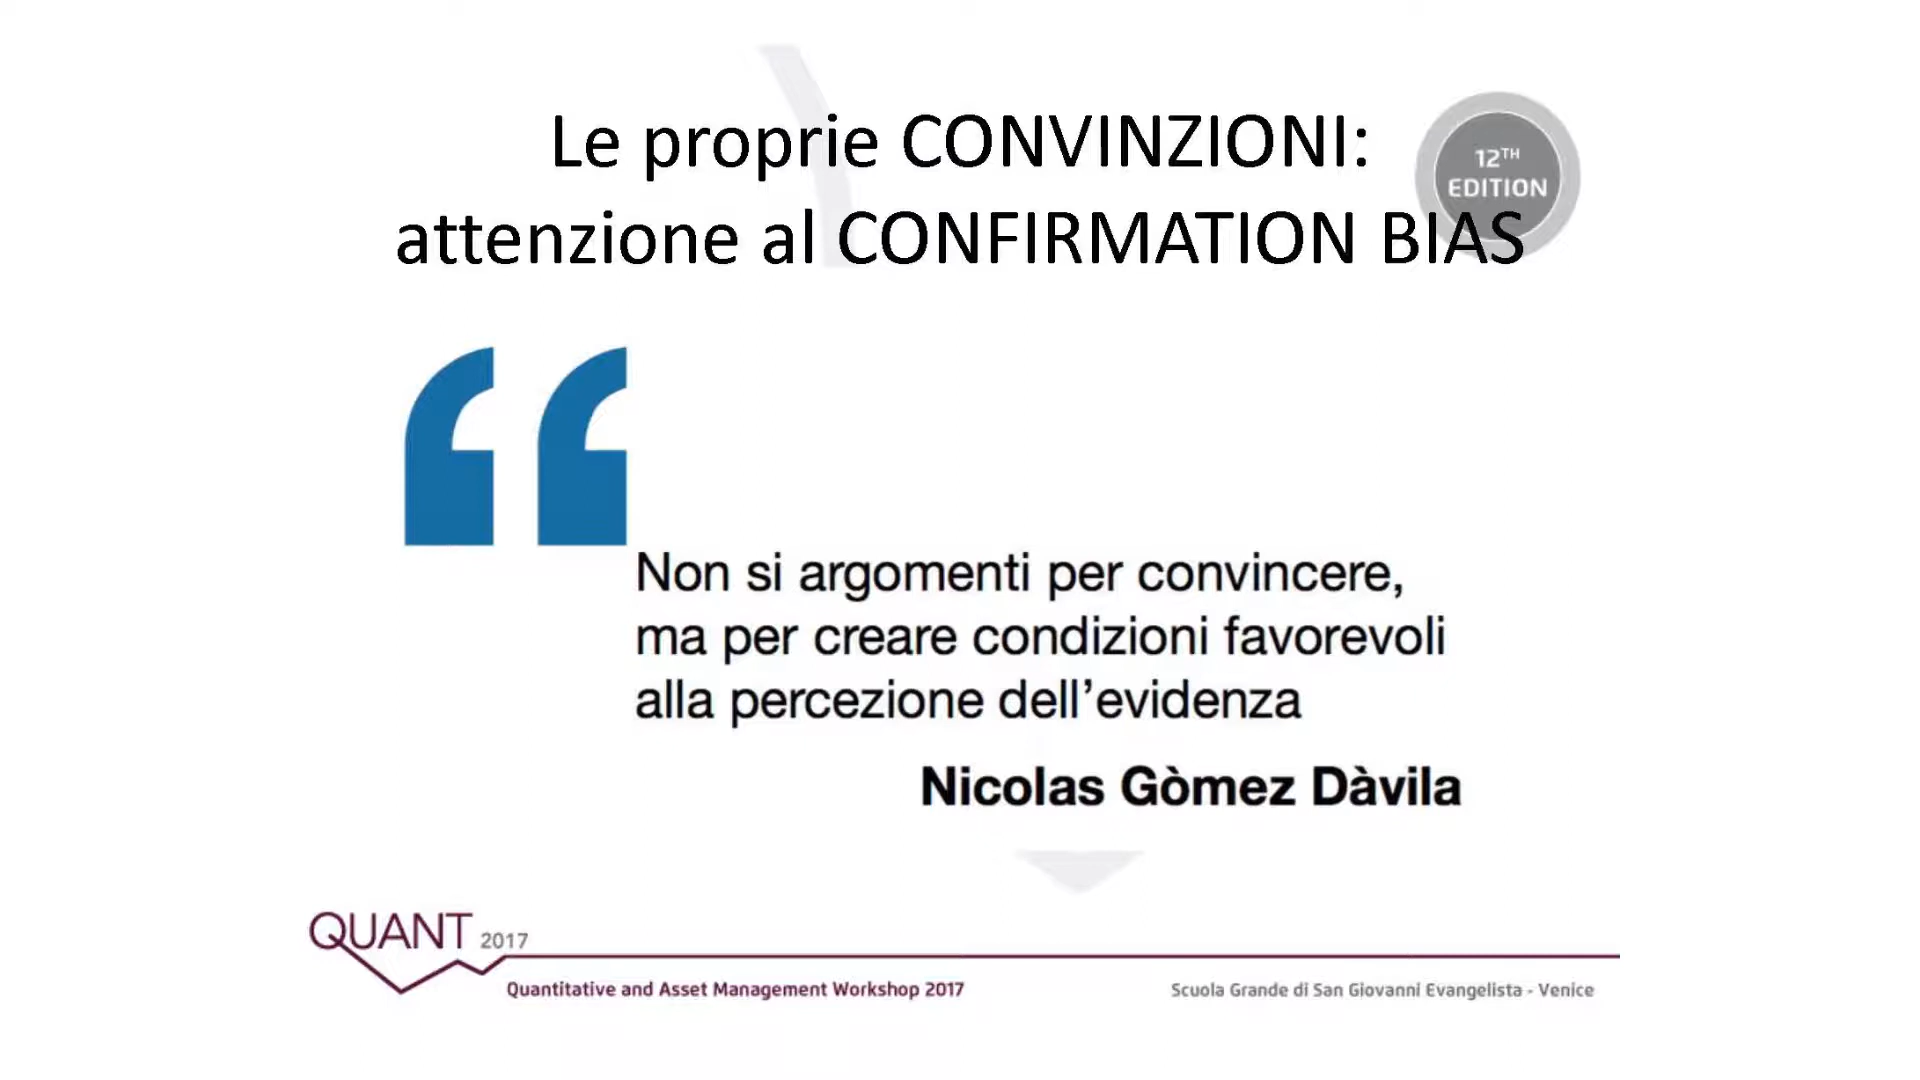 Le proprie CONVINZIONI:
attenzione al CONFIRMATION BIAS
12TH
EDITION
Non si argomenti per convincere,
ma per creare condizioni favorevoli
alla percezione dell’evidenza
Nicolas Gòmez Dàvila
QUANT 2017
Quantitative and Asset Management Workshop 2017
Scuola Grande di San Giovanni Evangelista - Venice